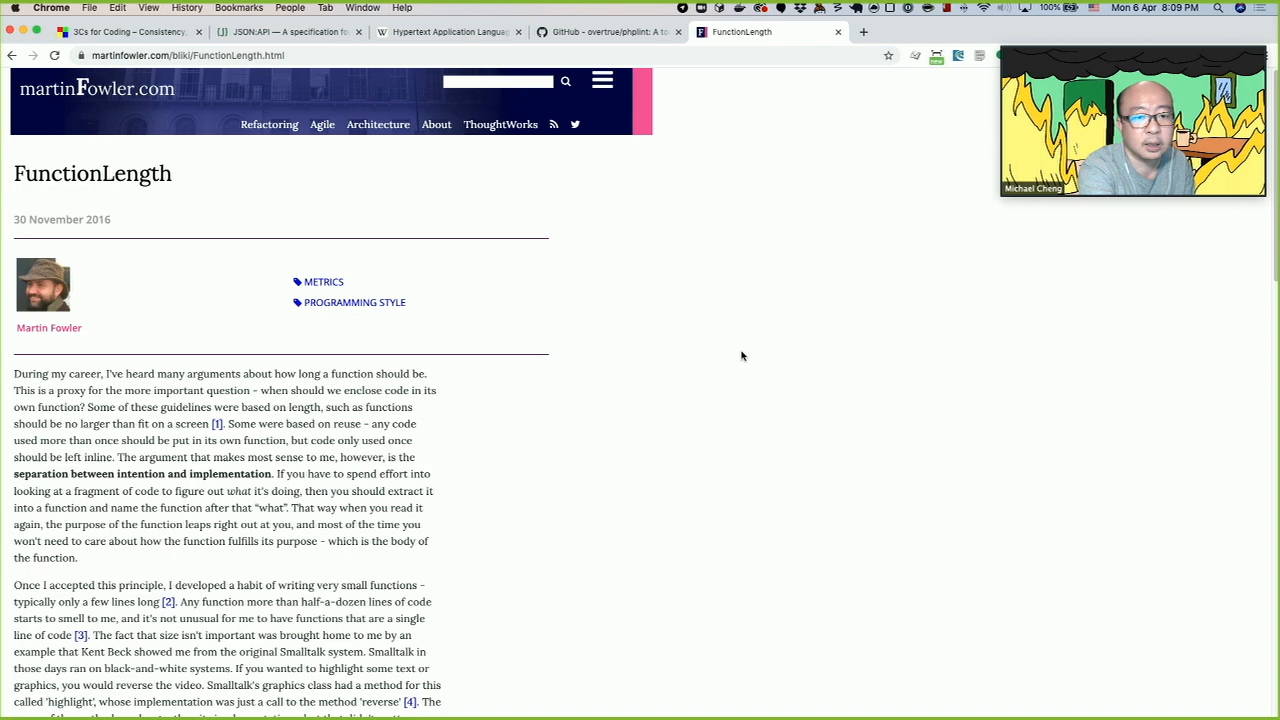 Chrome File Edit View History Bookmarks People Tab Window Help
100% Mon 6 Apr 8:09 PM
3Cs for Coding – Consistency,
JSON:API — A specification fo
Hypertext Application Langua
GitHub - overtrue/phplint: A to
FunctionLength
martinfowler.com/bliki/FunctionLength.html
new
martinFowler.com
Refactoring Agile Architecture About ThoughtWorks
Michael Cheng
FunctionLength
30 November 2016
METRICS
PROGRAMMING STYLE
Martin Fowler
During my career, I've heard many arguments about how long a function should be.
This is a proxy for the more important question - when should we enclose code in its
own function? Some of these guidelines were based on length, such as functions
should be no larger than fit on a screen [1]. Some were based on reuse - any code
used more than once should be put in its own function, but code only used once
should be left inline. The argument that makes most sense to me, however, is the
separation between intention and implementation. If you have to spend effort into
looking at a fragment of code to figure out what it's doing, then you should extract it
into a function and name the function after that “what”. That way when you read it
again, the purpose of the function leaps right out at you, and most of the time you
won't need to care about how the function fulfills its purpose - which is the body of
the function.
Once I accepted this principle, I developed a habit of writing very small functions -
typically only a few lines long [2]. Any function more than half-a-dozen lines of code
starts to smell to me, and it's not unusual for me to have functions that are a single
line of code [3]. The fact that size isn't important was brought home to me by an
example that Kent Beck showed me from the original Smalltalk system. Smalltalk in
those days ran on black-and-white systems. If you wanted to highlight some text or
graphics, you would reverse the video. Smalltalk's graphics class had a method for this
called 'highlight', whose implementation was just a call to the method 'reverse' [4]. The